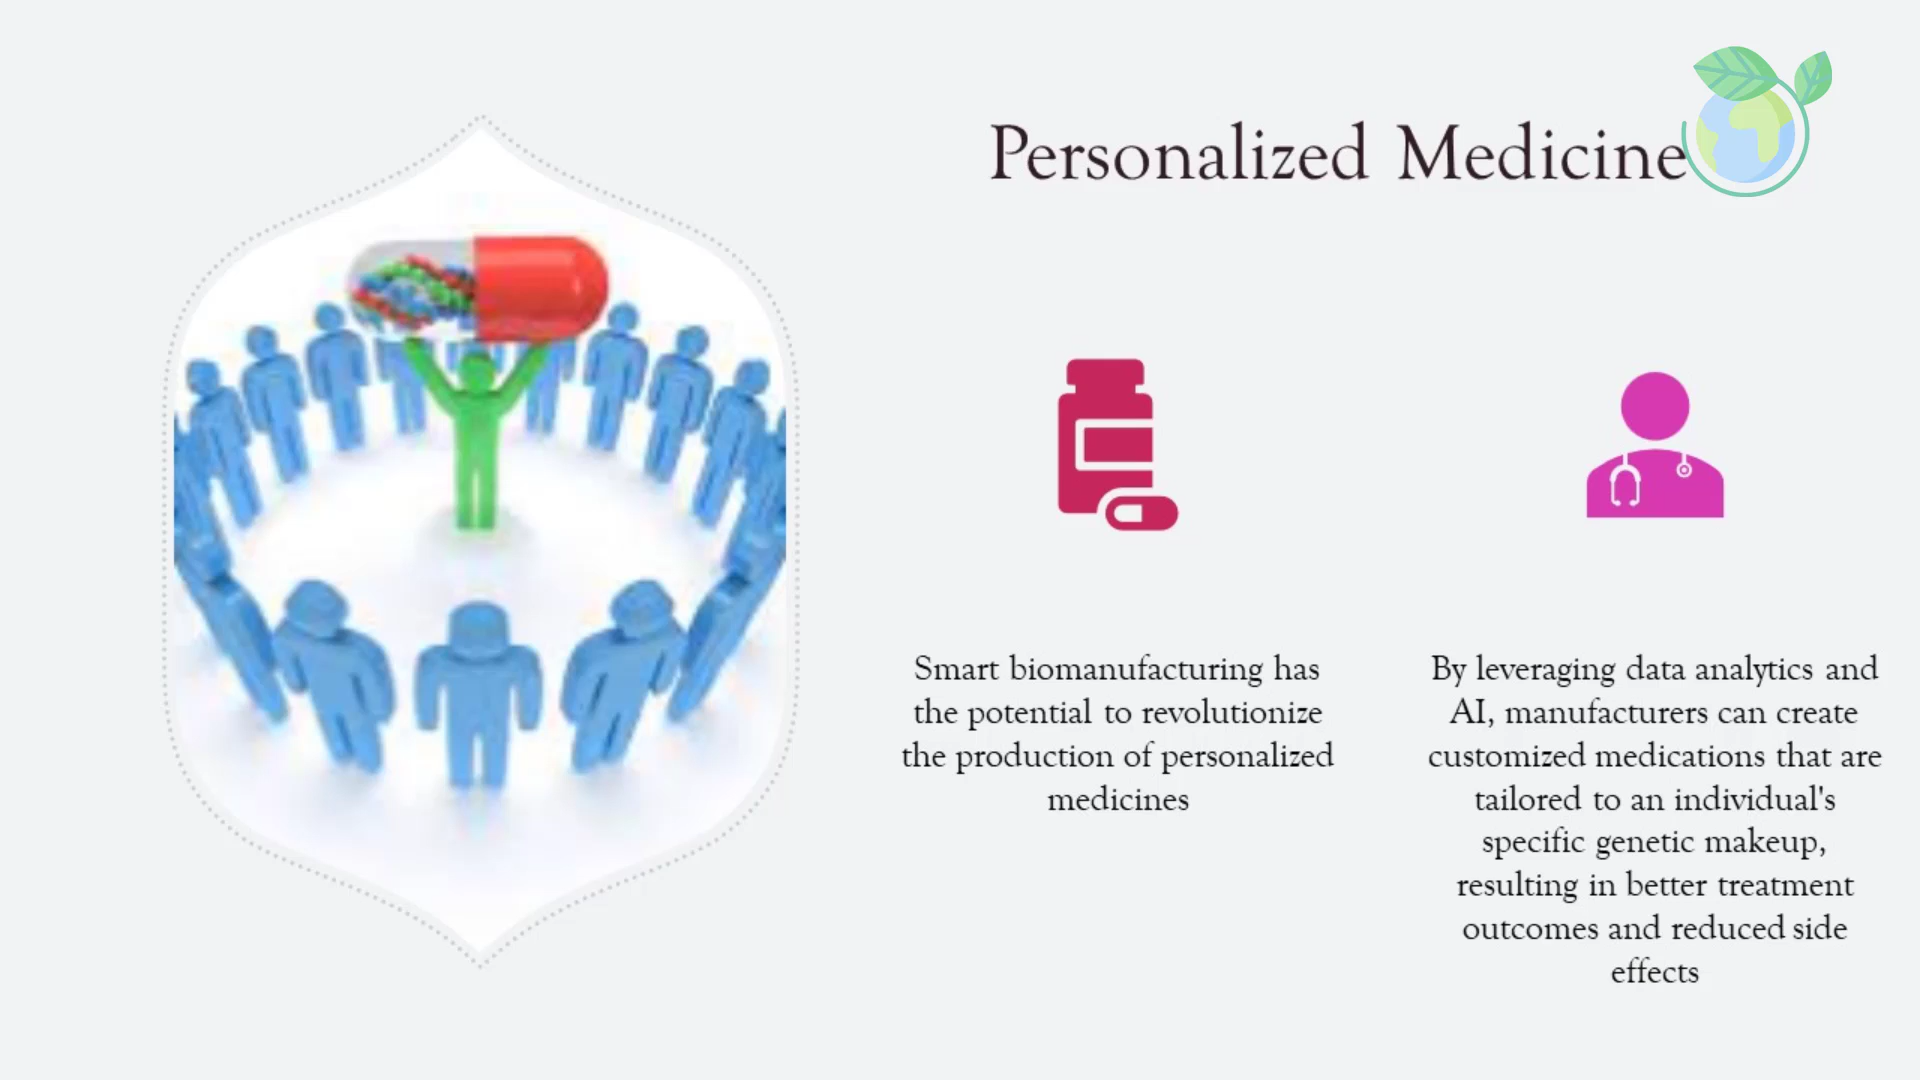 Personalized Medicine
Smart biomanufacturing has
the potential to revolutionize
the production of personalized
medicines
By leveraging data analytics and
AI, manufacturers can create
customized medications that are
tailored to an individual's
specific genetic makeup,
resulting in better treatment
outcomes and reduced side
effects